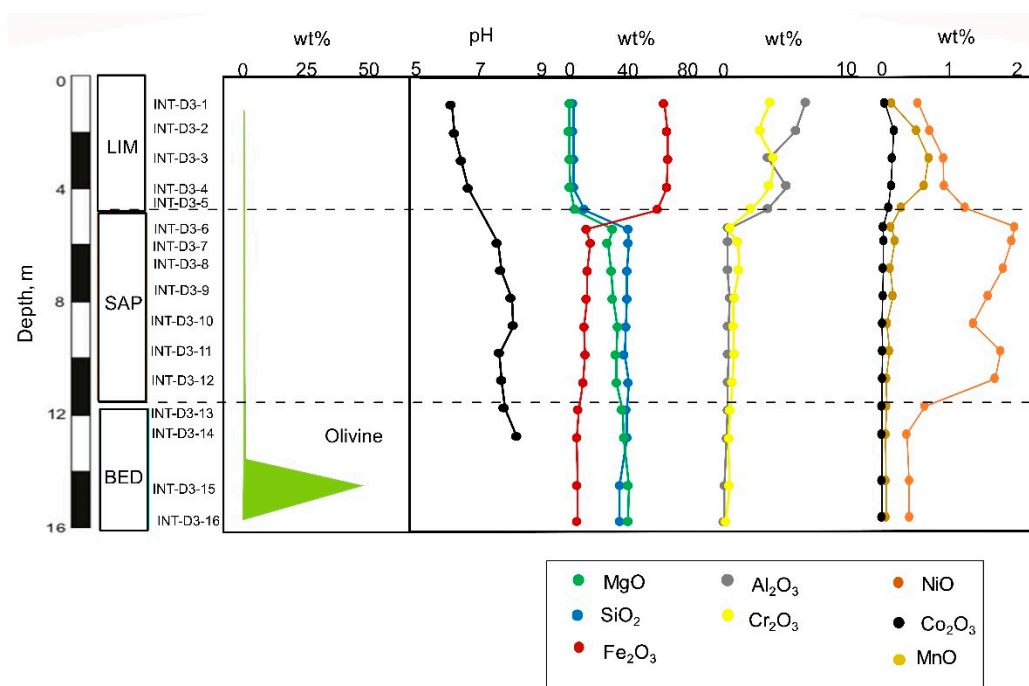 wt% pH wt% wt% wt%
0 25 50 5 7 9 0 40 80 0 10 0 1 2
Depth, m
0
4
8
12
16
LIM
SAP
BED
INT-D3-1
INT-D3-2
INT-D3-3
INT-D3-4
INT-D3-5
INT-D3-6
INT-D3-7
INT-D3-8
INT-D3-9
INT-D3-10
INT-D3-11
INT-D3-12
INT-D3-13
INT-D3-14
INT-D3-15
INT-D3-16
Olivine
MgO Al₂O₃ NiO
SiO₂ Cr₂O₃ Co₂O₃
Fe₂O₃ MnO